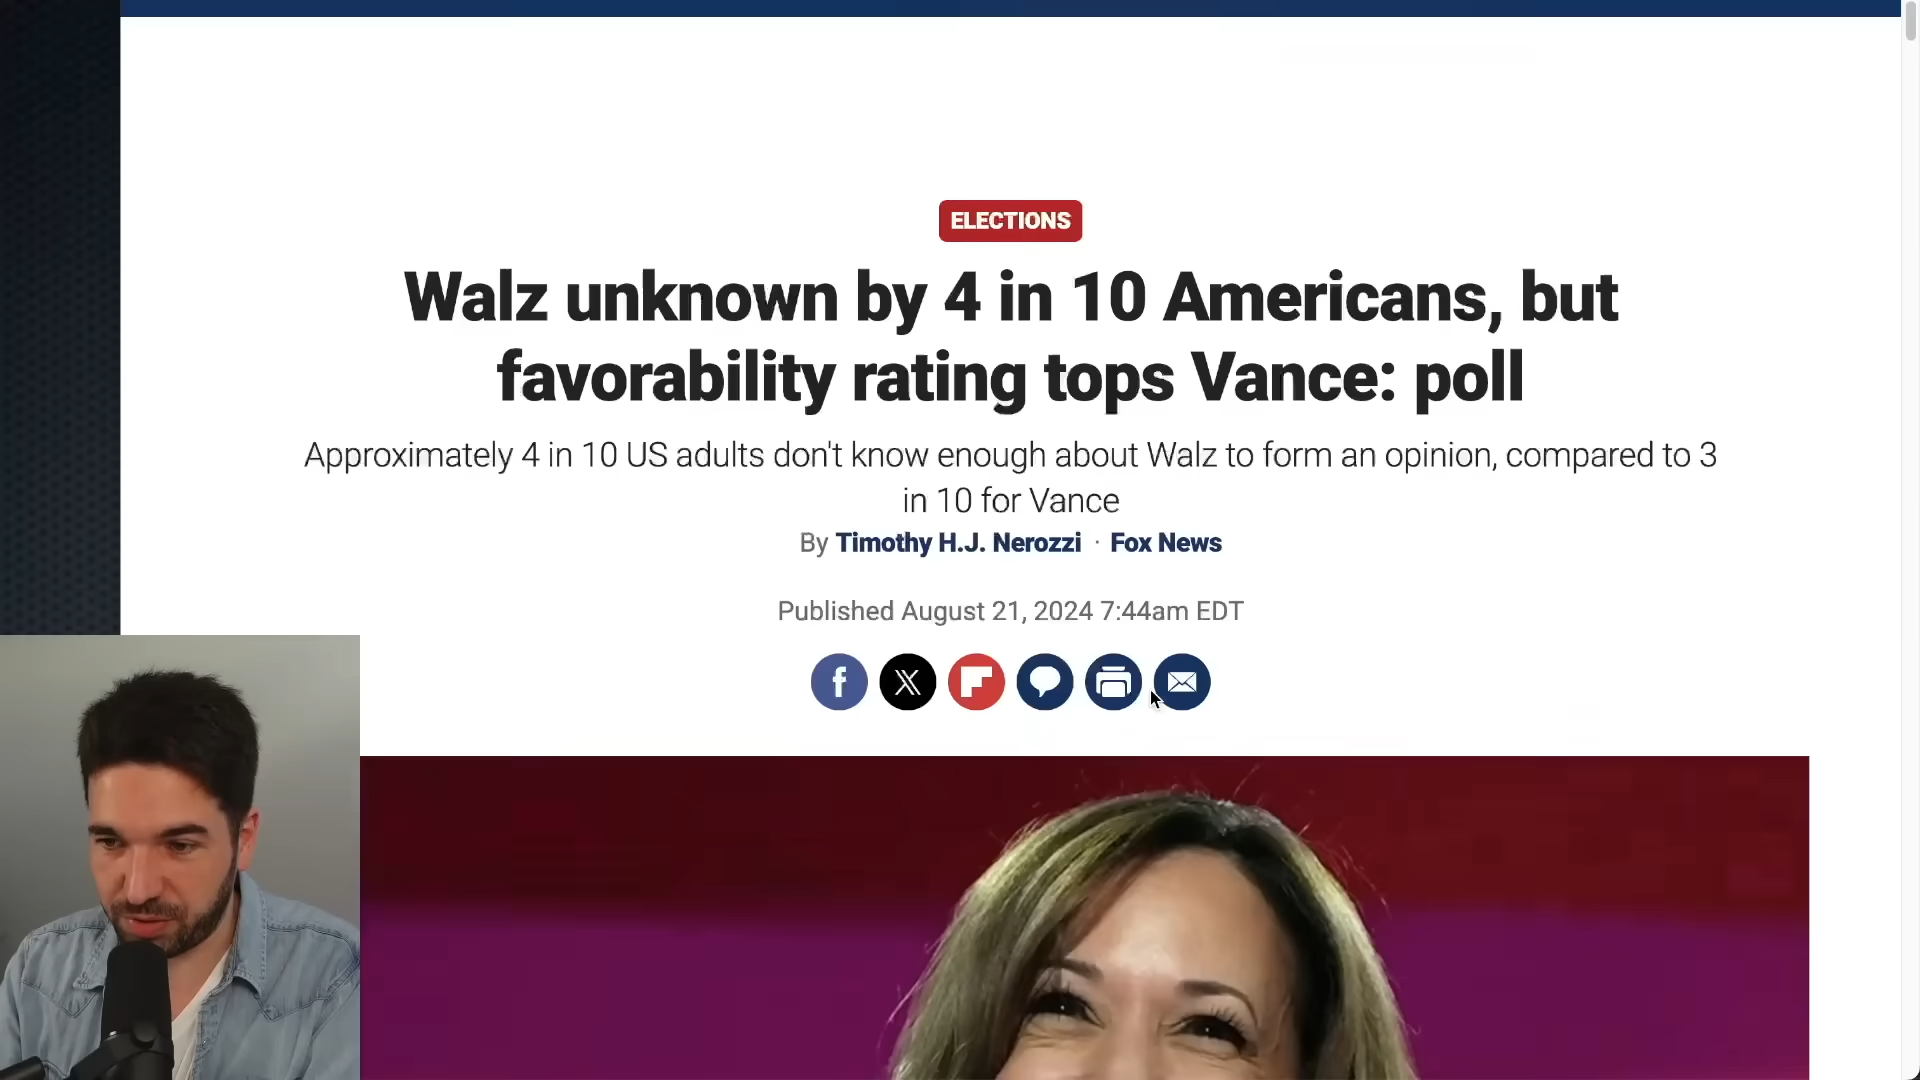 ELECTIONS
Walz unknown by 4 in 10 Americans, but
favorability rating tops Vance: poll
Approximately 4 in 10 US adults don't know enough about Walz to form an opinion, compared to 3
in 10 for Vance
By Timothy H.J. Nerozzi · Fox News
Published August 21, 2024 7:44am EDT